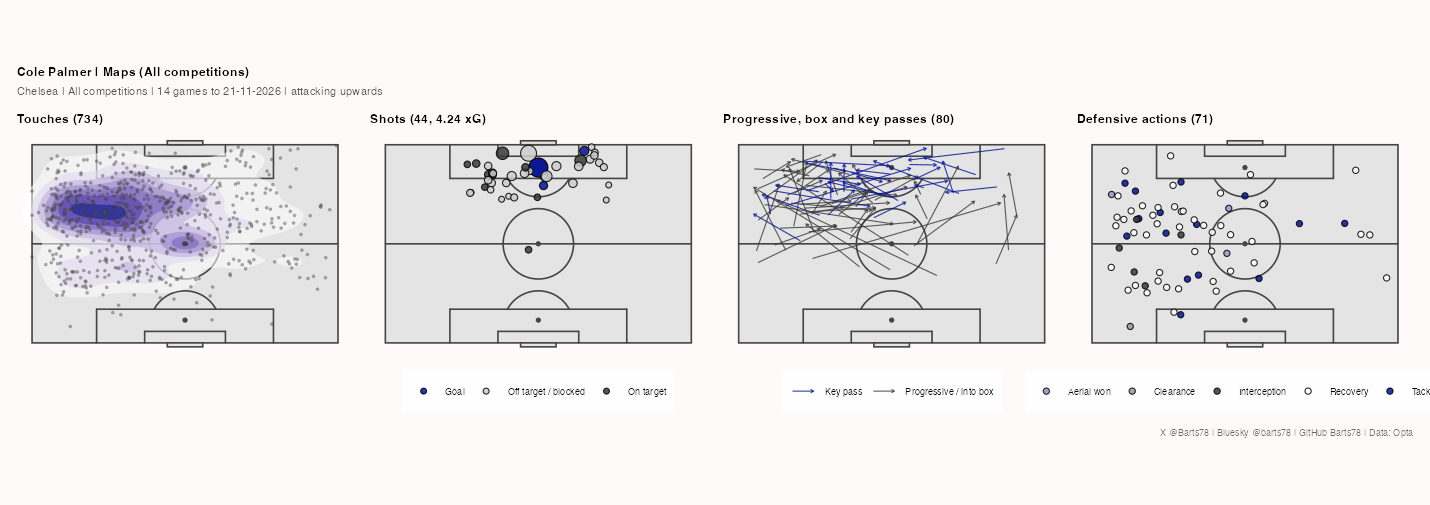 Cole Palmer | Maps (All competitions)
Chelsea | All competitions | 14 games to 21-11-2026 | attacking upwards
Touches (734)
Shots (44, 4.24 xG)
Progressive, box and key passes (80)
Defensive actions (71)
Goal
Off target / blocked
On target
Key pass
Progressive / into box
Aerial won
Clearance
Interception
Recovery
Tack
X @Barts78 | Bluesky @barts78 | GitHub Barts78 | Data: Opta